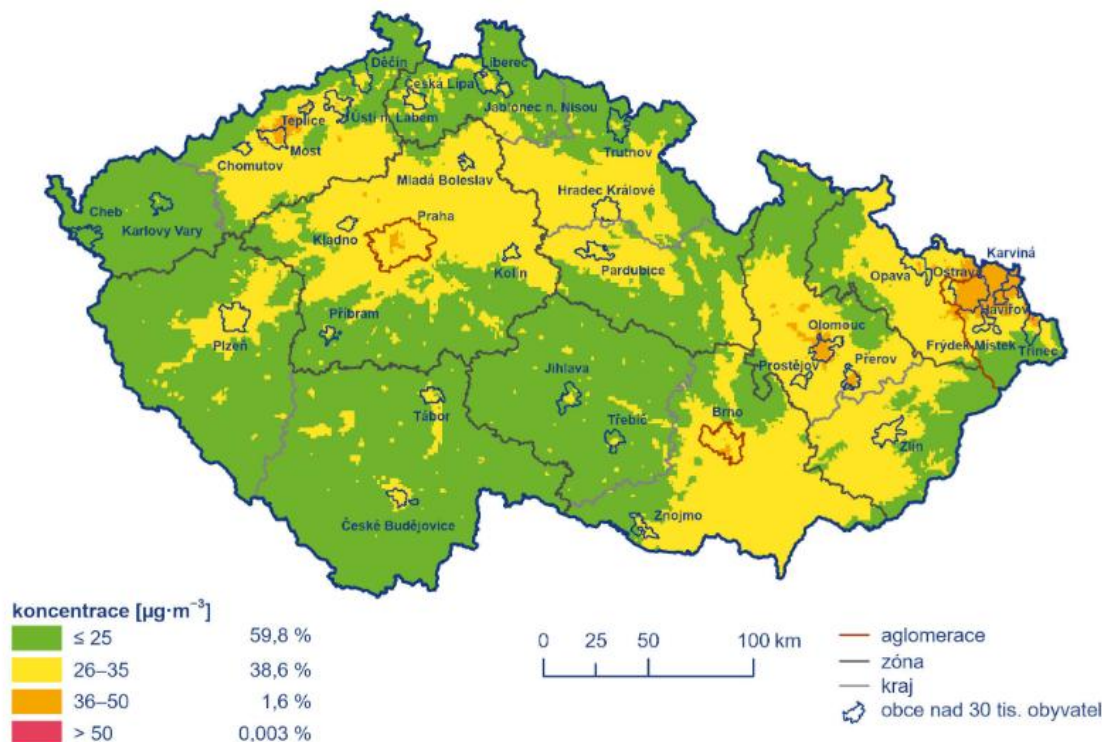 Děčín
Liberec
Česká Lípa
Jablonec n. Nisou
Teplice
Ústí n. Labem
Most
Chomutov
Trutnov
Mladá Boleslav
Hradec Králové
Cheb
Karlovy Vary
Praha
Kladno
Kolín
Pardubice
Karviná
Opava
Ostrava
Havířov
Příbram
Plzeň
Olomouc
Frýdek-Místek
Třinec
Prostějov
Přerov
Jihlava
Tábor
Třebíč
Brno
Zlín
České Budějovice
Znojmo
koncentrace [µg·m⁻³]
≤ 25 59,8 %
26–35 38,6 %
36–50 1,6 %
> 50 0,003 %
0 25 50 100 km
aglomerace
zóna
kraj
obce nad 30 tis. obyvatel